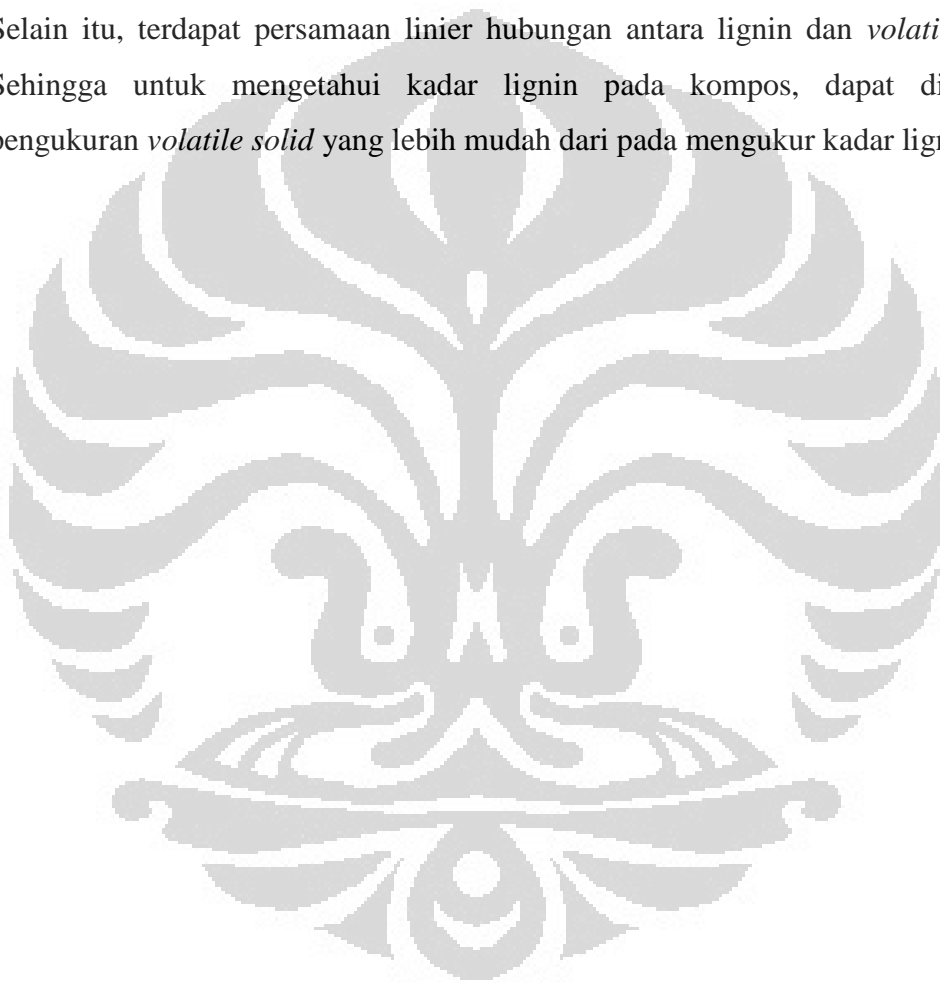 Selain itu, terdapat persamaan linier hubungan antara lignin dan
Sehingga untuk mengetahui kadar lignin pada kompos, dapat
pengukuran volatile solid yang lebih mudah dari pada mengukur kadar